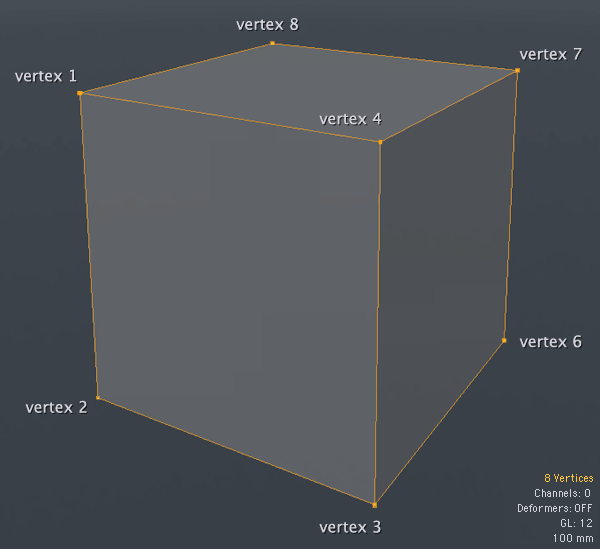 vertex 8
vertex 7
vertex 1
vertex 4
vertex 6
vertex 2
vertex 3
8 Vertices
Channels: 0
Deformers: OFF
GL: 12
100 mm